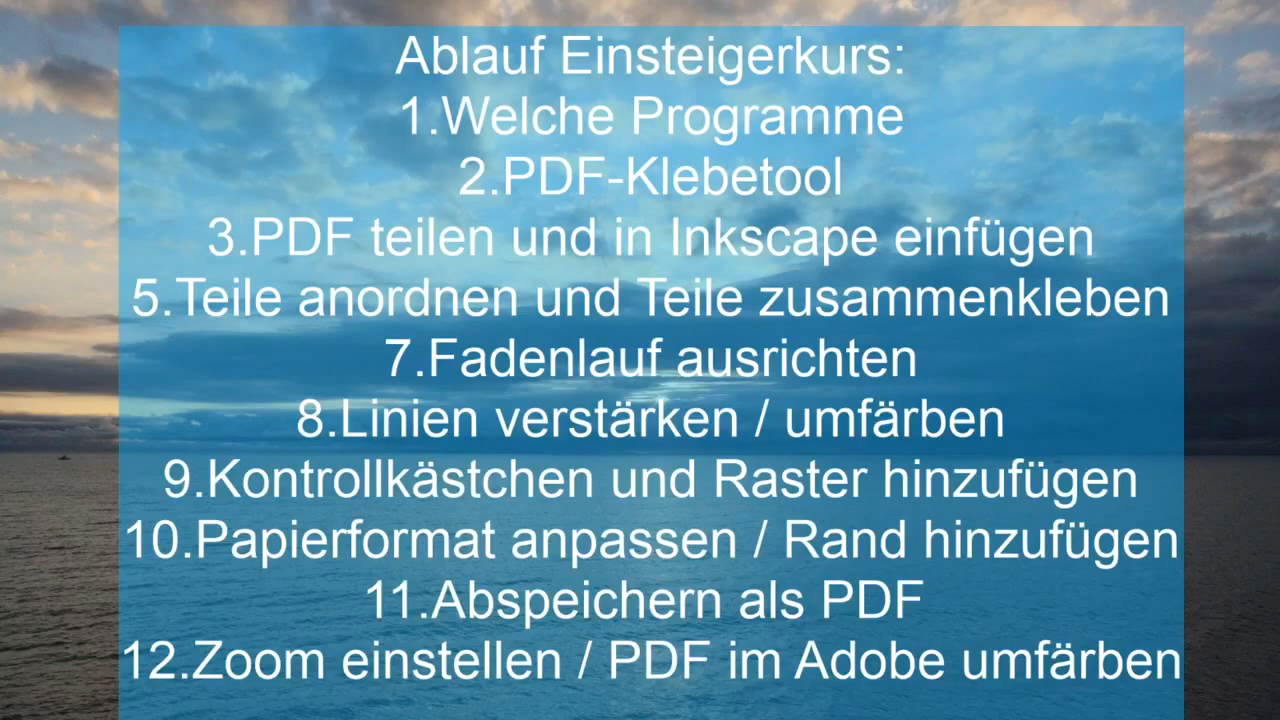 Ablauf Einsteigerkurs:
1.Welche Programme
2.PDF-Klebetool
3.PDF teilen und in Inkscape einfügen
5.Teile anordnen und Teile zusammenkleben
7.Fadenlauf ausrichten
8.Linien verstärken / umfärben
9.Kontrollkästchen und Raster hinzufügen
10.Papierformat anpassen / Rand hinzufügen
11.Abspeichern als PDF
12.Zoom einstellen / PDF im Adobe umfärben